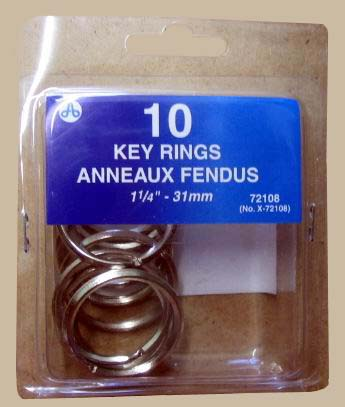 10
KEY RINGS
ANNEAUX FENDUS
1¼" - 31mm
72108
(No. X-72108)